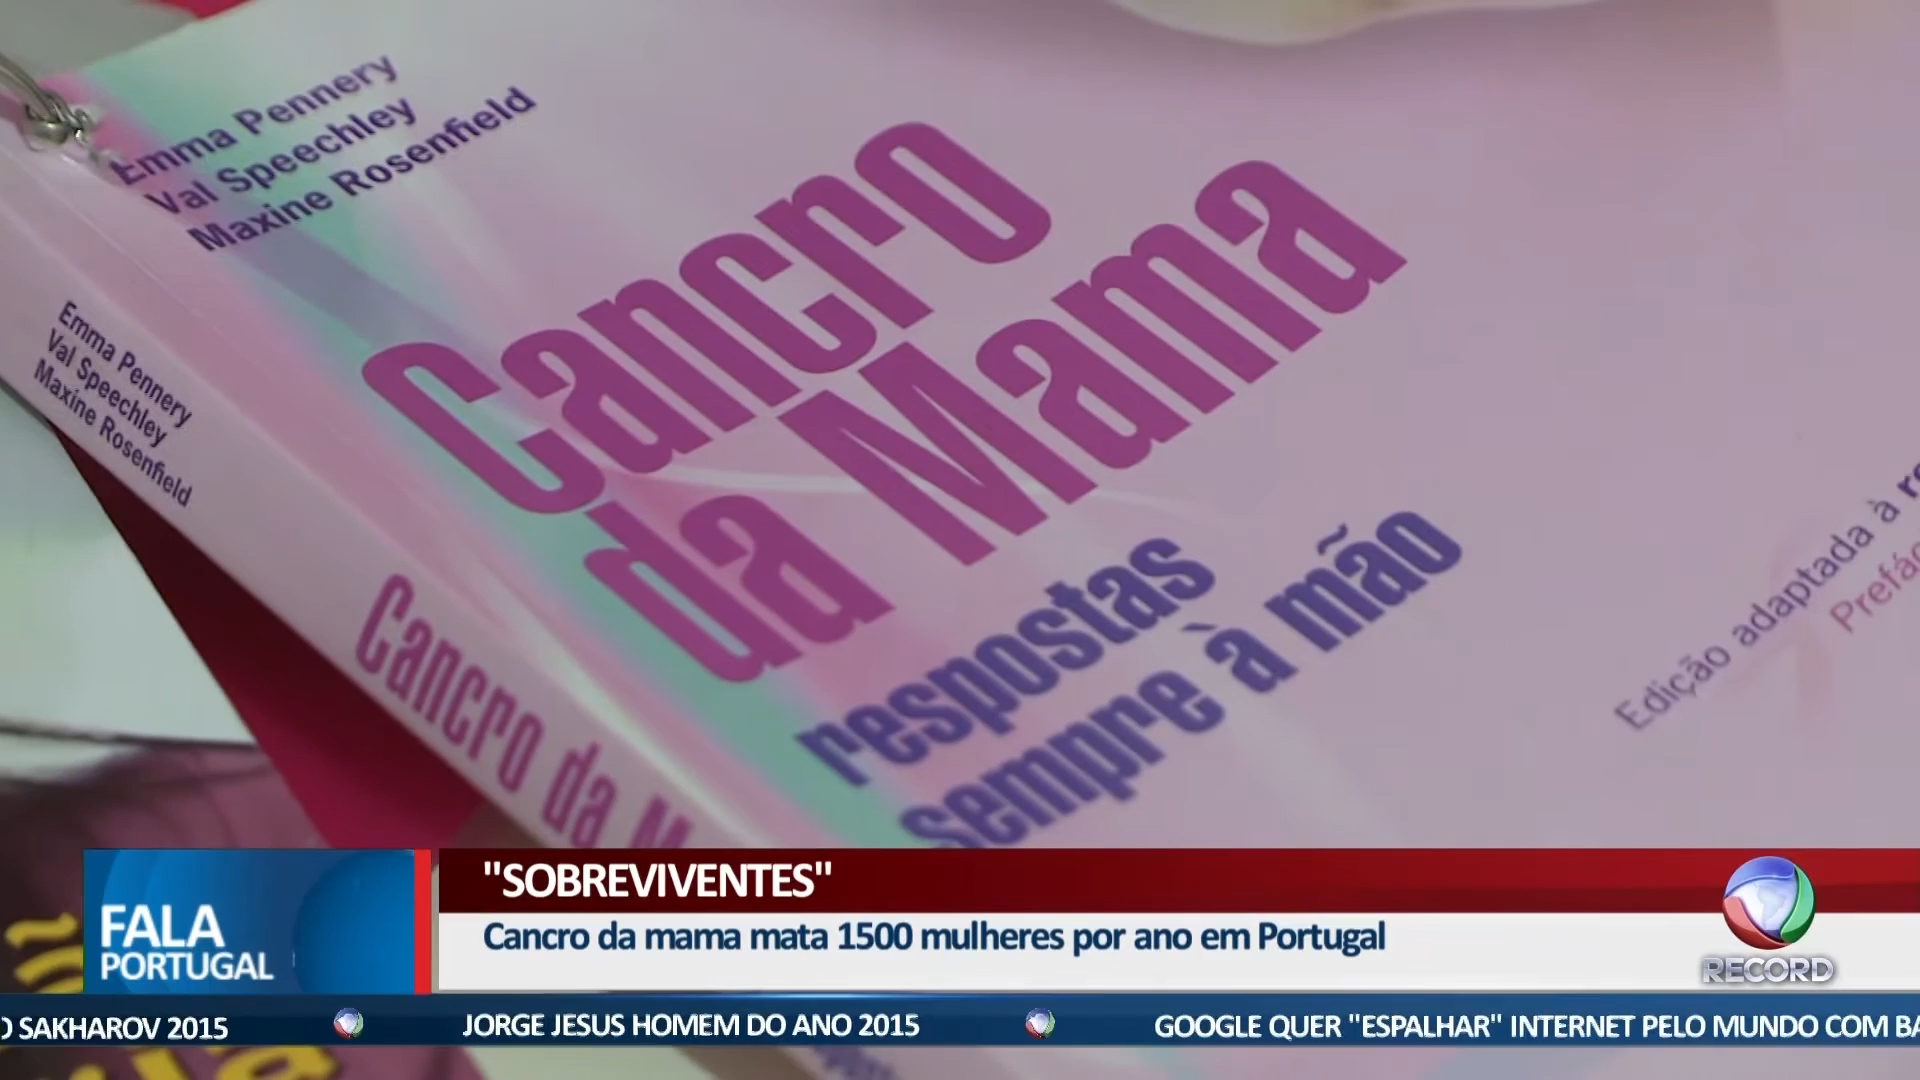 Emma Pennery
Val Speechley
Maxine Rosenfield
Cancro
da Mama
respostas
sempre à mão
Edição adaptada à
Emma Pennery
Val Speechley
Maxine Rosenfield
Cancro da M
"SOBREVIVENTES"
Cancro da mama mata 1500 mulheres por ano em Portugal
FALA
PORTUGAL
RECORD
SAKHAROV 2015
JORGE JESUS HOMEM DO ANO 2015
GOOGLE QUER "ESPALHAR" INTERNET PELO MUNDO COM